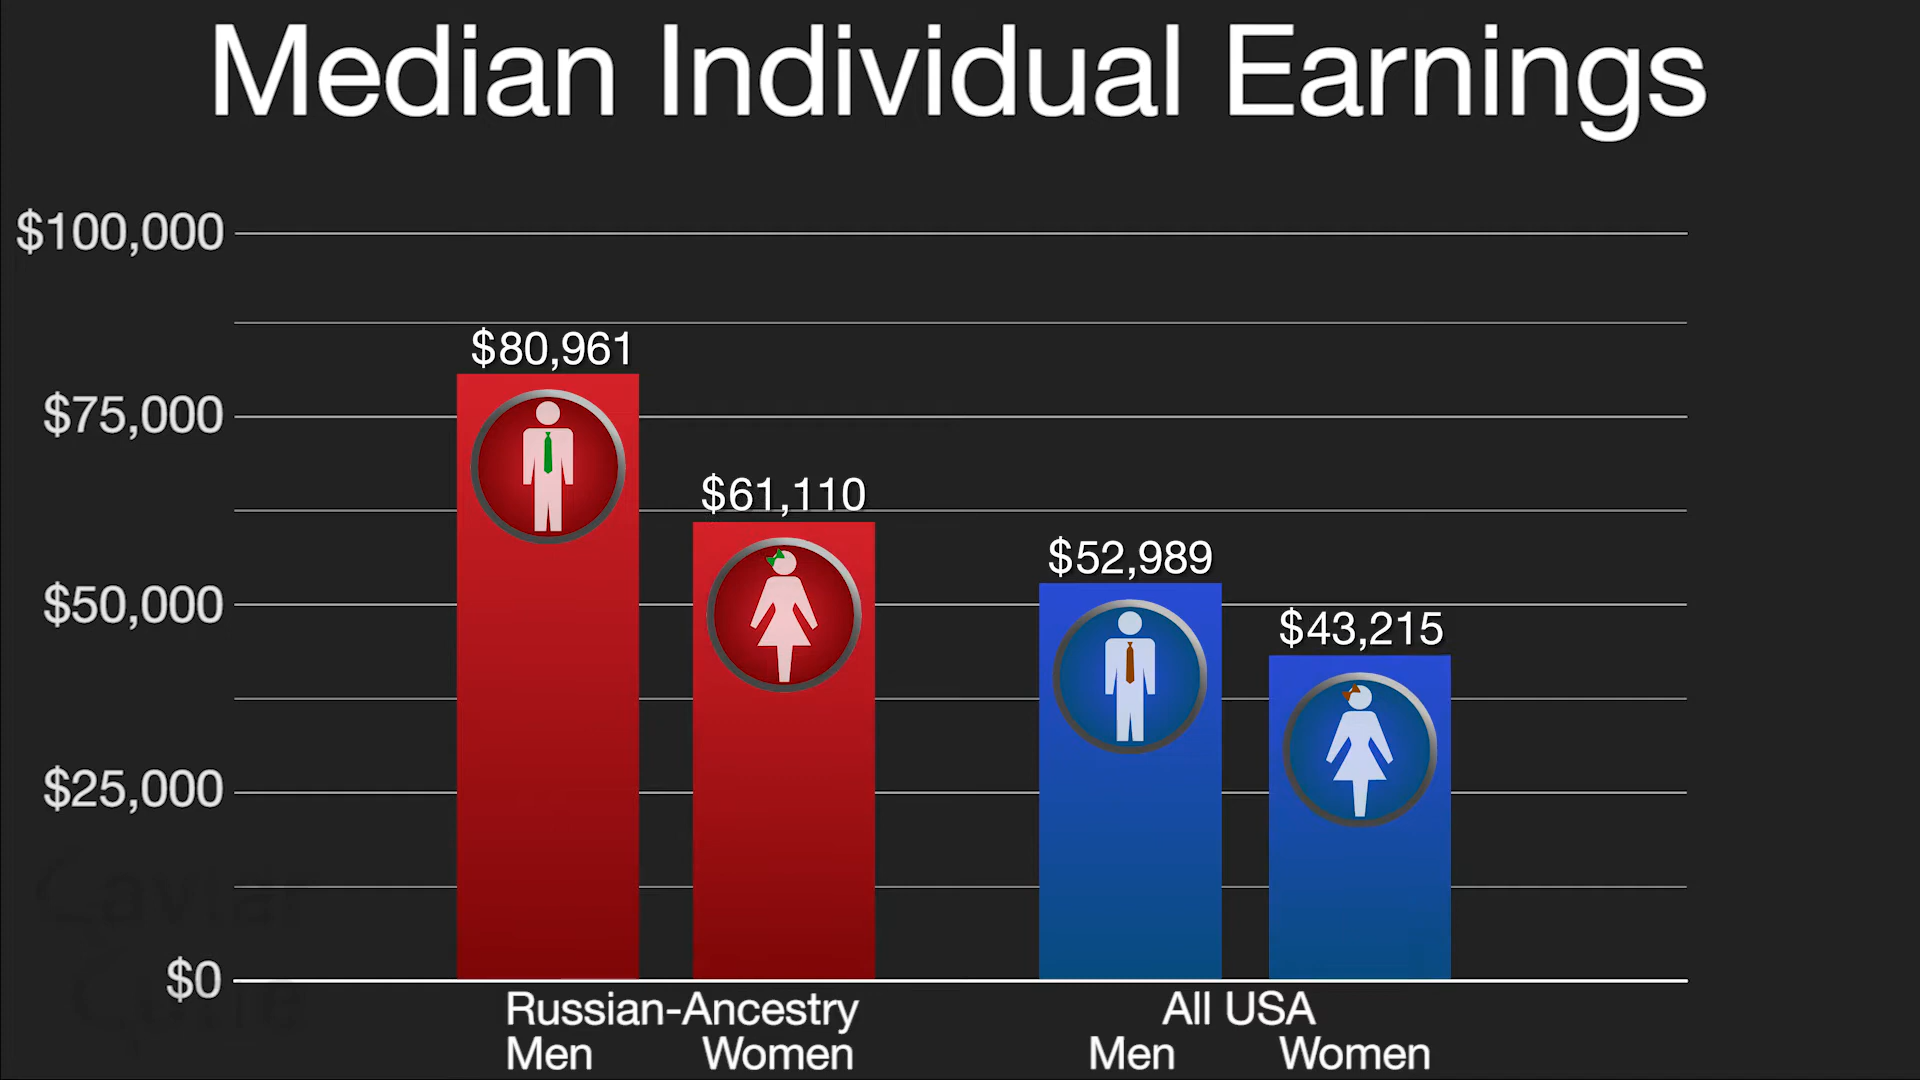 Median Individual Earnings
$100,000
$80,961
$75,000
$61,110
$52,989
$50,000
$43,215
$25,000
$0
Russian-Ancestry
All USA
Men
Women
Men
Women